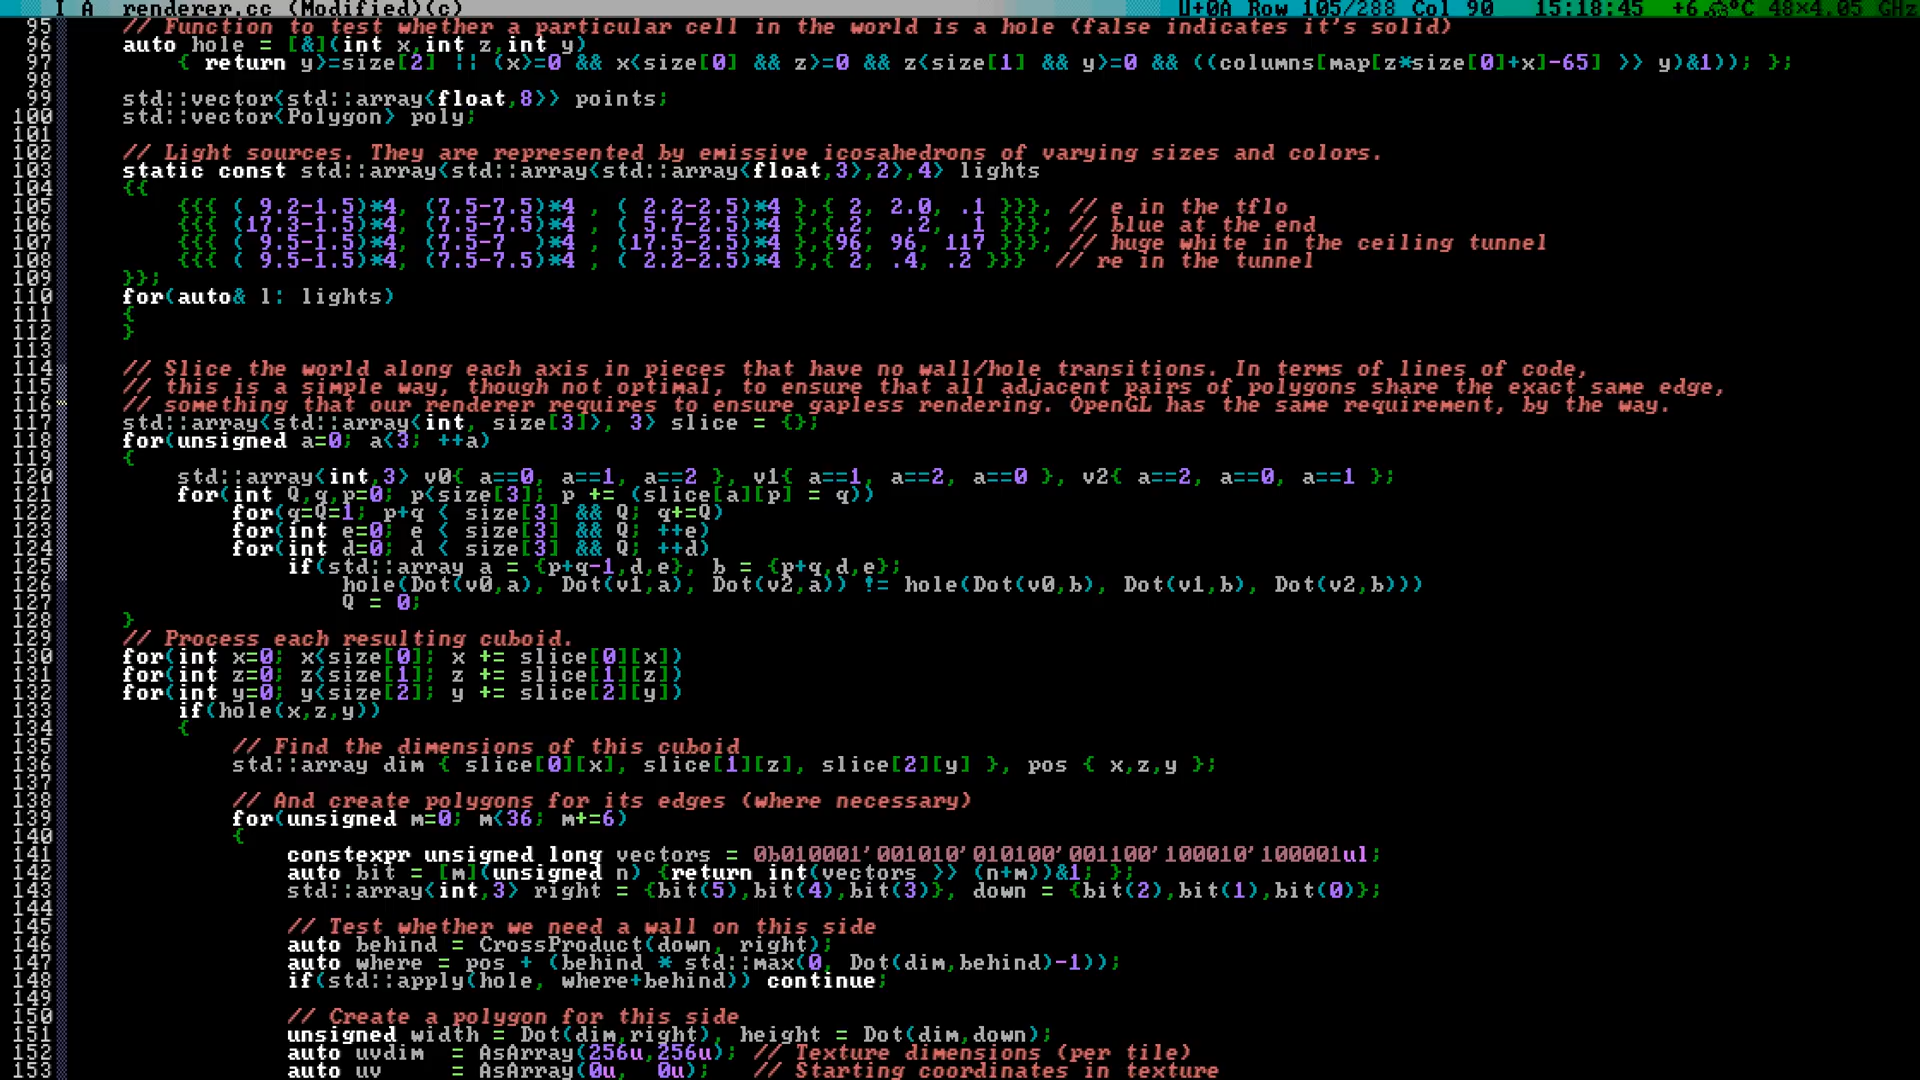 I A renderer.cc (Modified)(c) U+0A Row 105/288 Col 90 15:18:45 48×4.05 GHz
95 // Function to test whether a particular cell in the world is a hole (false indicates it's solid)
96 auto hole = [&](int x,int z,int y)
97 { return y>=size[2] || (x>=0 && x<size[0] && z>=0 && z<size[1] && y>=0 && ((columns[map[z*size[0]+x]-65] >> y)&1)); };
98
99 std::vector<std::array<float,8>> points;
100 std::vector<Polygon> poly;
101
102 // Light sources. They are represented by emissive icosahedrons of varying sizes and colors.
103 static const std::array<std::array<std::array<float,3>,2>,4> lights
104 {{
105 {{{ ( 9.2-1.5)*4, (7.5-7.5)*4 , ( 2.2-2.5)*4 },{ 2, 2.0, .1 }}}, // e in the tflo
106 {{{ (17.3-1.5)*4, (7.5-7.5)*4 , ( 5.7-2.5)*4 },{.2, .2, 1 }}}, // blue at the end
107 {{{ ( 9.5-1.5)*4, (7.5-7 )*4 , (17.5-2.5)*4 },{96, 96, 117 }}}, // huge white in the ceiling tunnel
108 {{{ ( 9.5-1.5)*4, (7.5-7.5)*4 , ( 2.2-2.5)*4 },{ 2, .4, .2 }}} // re in the tunnel
109 }};
110 for(auto& l: lights)
111 {
112 }
113
114 // Slice the world along each axis in pieces that have no wall/hole transitions. In terms of lines of code,
115 // this is a simple way, though not optimal, to ensure that all adjacent pairs of polygons share the exact same edge,
116 // something that our renderer requires to ensure gapless rendering. OpenGL has the same requirement, by the way.
117 std::array<std::array<int, size[3]>, 3> slice = {};
118 for(unsigned a=0; a<3; ++a)
119 {
120 std::array<int,3> v0{ a==0, a==1, a==2 }, v1{ a==1, a==2, a==0 }, v2{ a==2, a==0, a==1 };
121 for(int Q,q,p=0; p<size[3]; p += (slice[a][p] = q))
122 for(q=Q=1; p+q < size[3] && Q; q+=Q)
123 for(int e=0; e < size[3] && Q; ++e)
124 for(int d=0; d < size[3] && Q; ++d)
125 if(std::array a = {p+q-1,d,e}, b = {p+q,d,e};
126 hole(Dot(v0,a), Dot(v1,a), Dot(v2,a)) != hole(Dot(v0,b), Dot(v1,b), Dot(v2,b)))
127 Q = 0;
128 }
129 // Process each resulting cuboid.
130 for(int x=0; x<size[0]; x += slice[0][x])
131 for(int z=0; z<size[1]; z += slice[1][z])
132 for(int y=0; y<size[2]; y += slice[2][y])
133 if(hole(x,z,y))
134 {
135 // Find the dimensions of this cuboid
136 std::array dim { slice[0][x], slice[1][z], slice[2][y] }, pos { x,z,y };
137
138 // And create polygons for its edges (where necessary)
139 for(unsigned m=0; m<36; m+=6)
140 {
141 constexpr unsigned long vectors = 0b010001'001010'010100'001100'100010'100001ul;
142 auto bit = [m](unsigned n) {return int(vectors >> (n+m))&1; };
143 std::array<int,3> right = {bit(5),bit(4),bit(3)}, down = {bit(2),bit(1),bit(0)};
144
145 // Test whether we need a wall on this side
146 auto behind = CrossProduct(down, right);
147 auto where = pos + (behind * std::max(0, Dot(dim,behind)-1));
148 if(std::apply(hole, where+behind)) continue;
149
150 // Create a polygon for this side
151 unsigned width = Dot(dim,right), height = Dot(dim,down);
152 auto uvdim = AsArray(256u,256u); // Texture dimensions (per tile)
153 auto uv = AsArray(0u, 0u); // Starting coordinates in texture